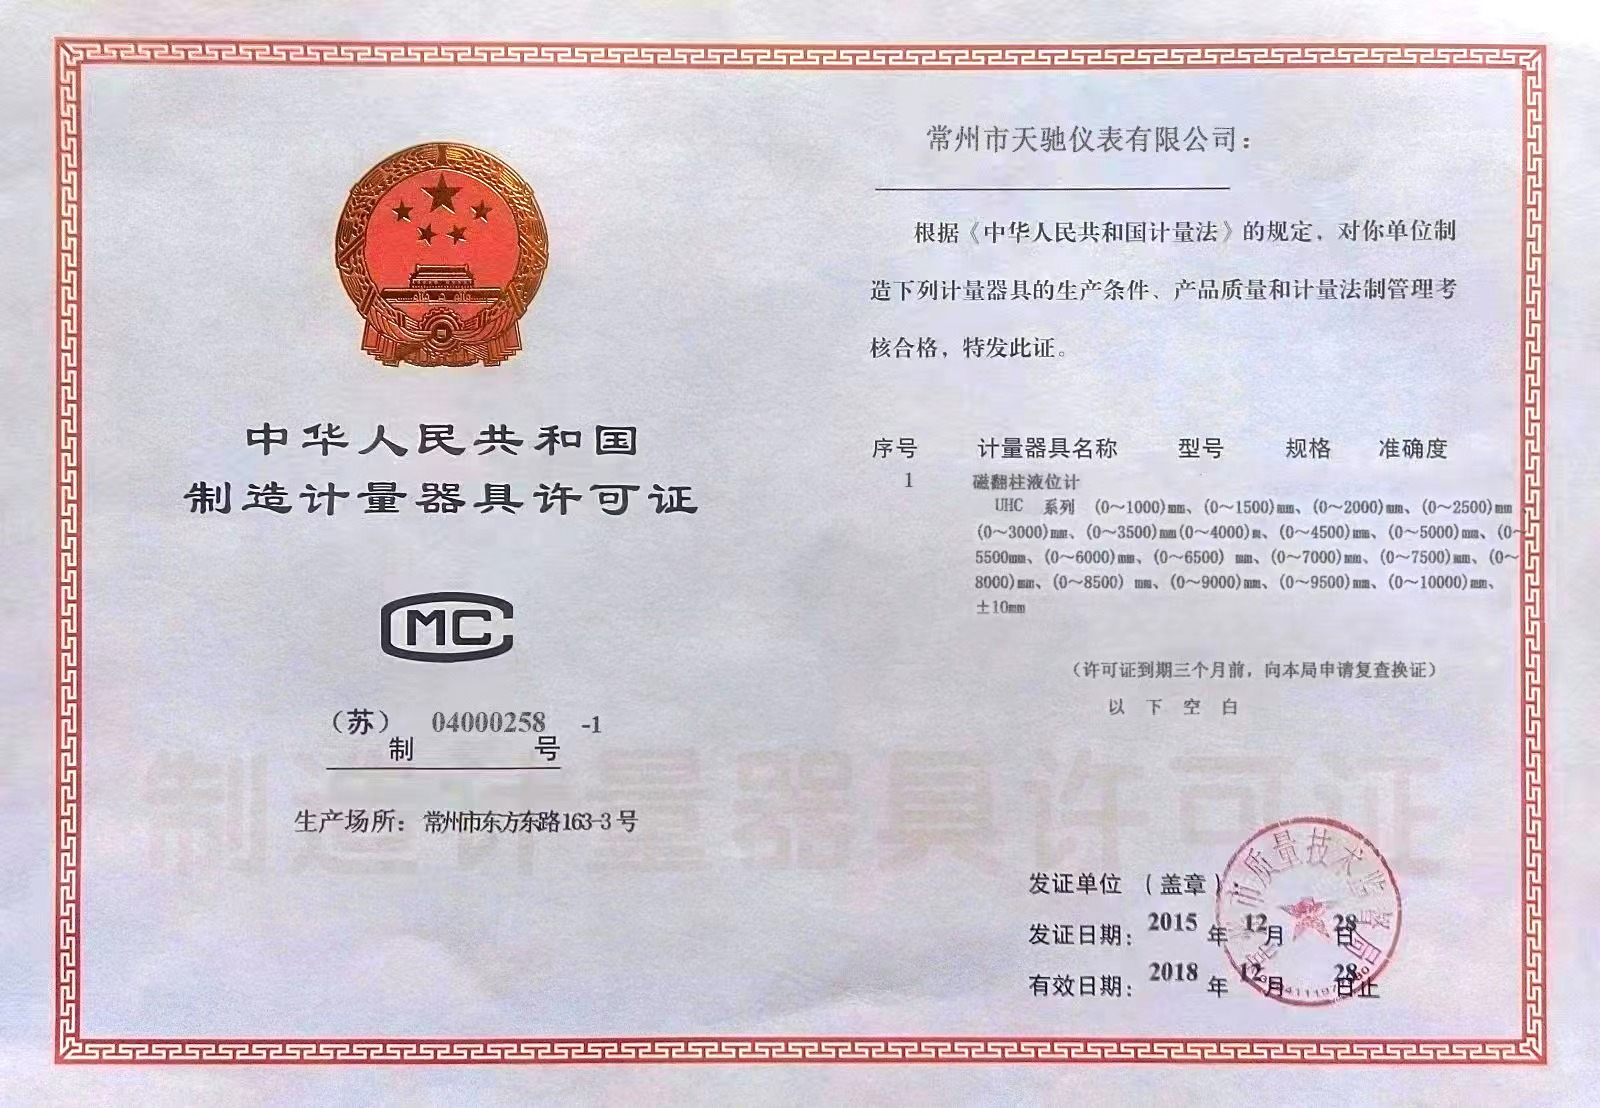 中华人民共和国
制造计量器具许可证
CMC
（苏） 04000258 -1
制 号
生产场所：常州市东方东路163-3号
常州市天驰仪表有限公司：
根据《中华人民共和国计量法》的规定，对你单位制
造下列计量器具的生产条件、产品质量和计量法制管理考
核合格，特发此证。
序号 计量器具名称 型号 规格 准确度
1 磁翻柱液位计
UHC 系列 (0～1000)mm、(0～1500)mm、(0～2000)mm、(0～2500)mm
(0～3000)mm、(0～3500)mm(0～4000)m、(0～4500)mm、(0～5000)mm、(0～
5500mm、(0～6000)mm、(0～6500) mm、(0～7000)mm、(0～7500)mm、(0～
8000)mm、(0～8500) mm、(0～9000)mm、(0～9500)mm、(0～10000)mm、
±10mm
（许可证到期三个月前，向本局申请复查换证）
以下空白
制造计量器具许可证
发证单位 （盖章）：
发证日期： 2015 年 12 月 28 日
有效日期： 2018 年 12 月 28 日止
市质量技术监督局